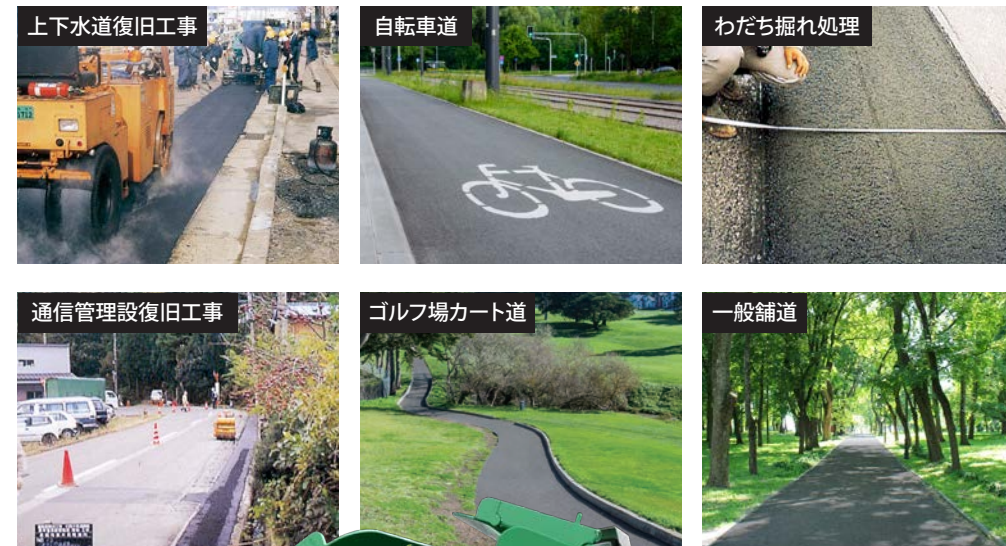 上下水道復旧工事
自転車道
わだち掘れ処理
通信管理設復旧工事
ゴルフ場カート道
一般舗道